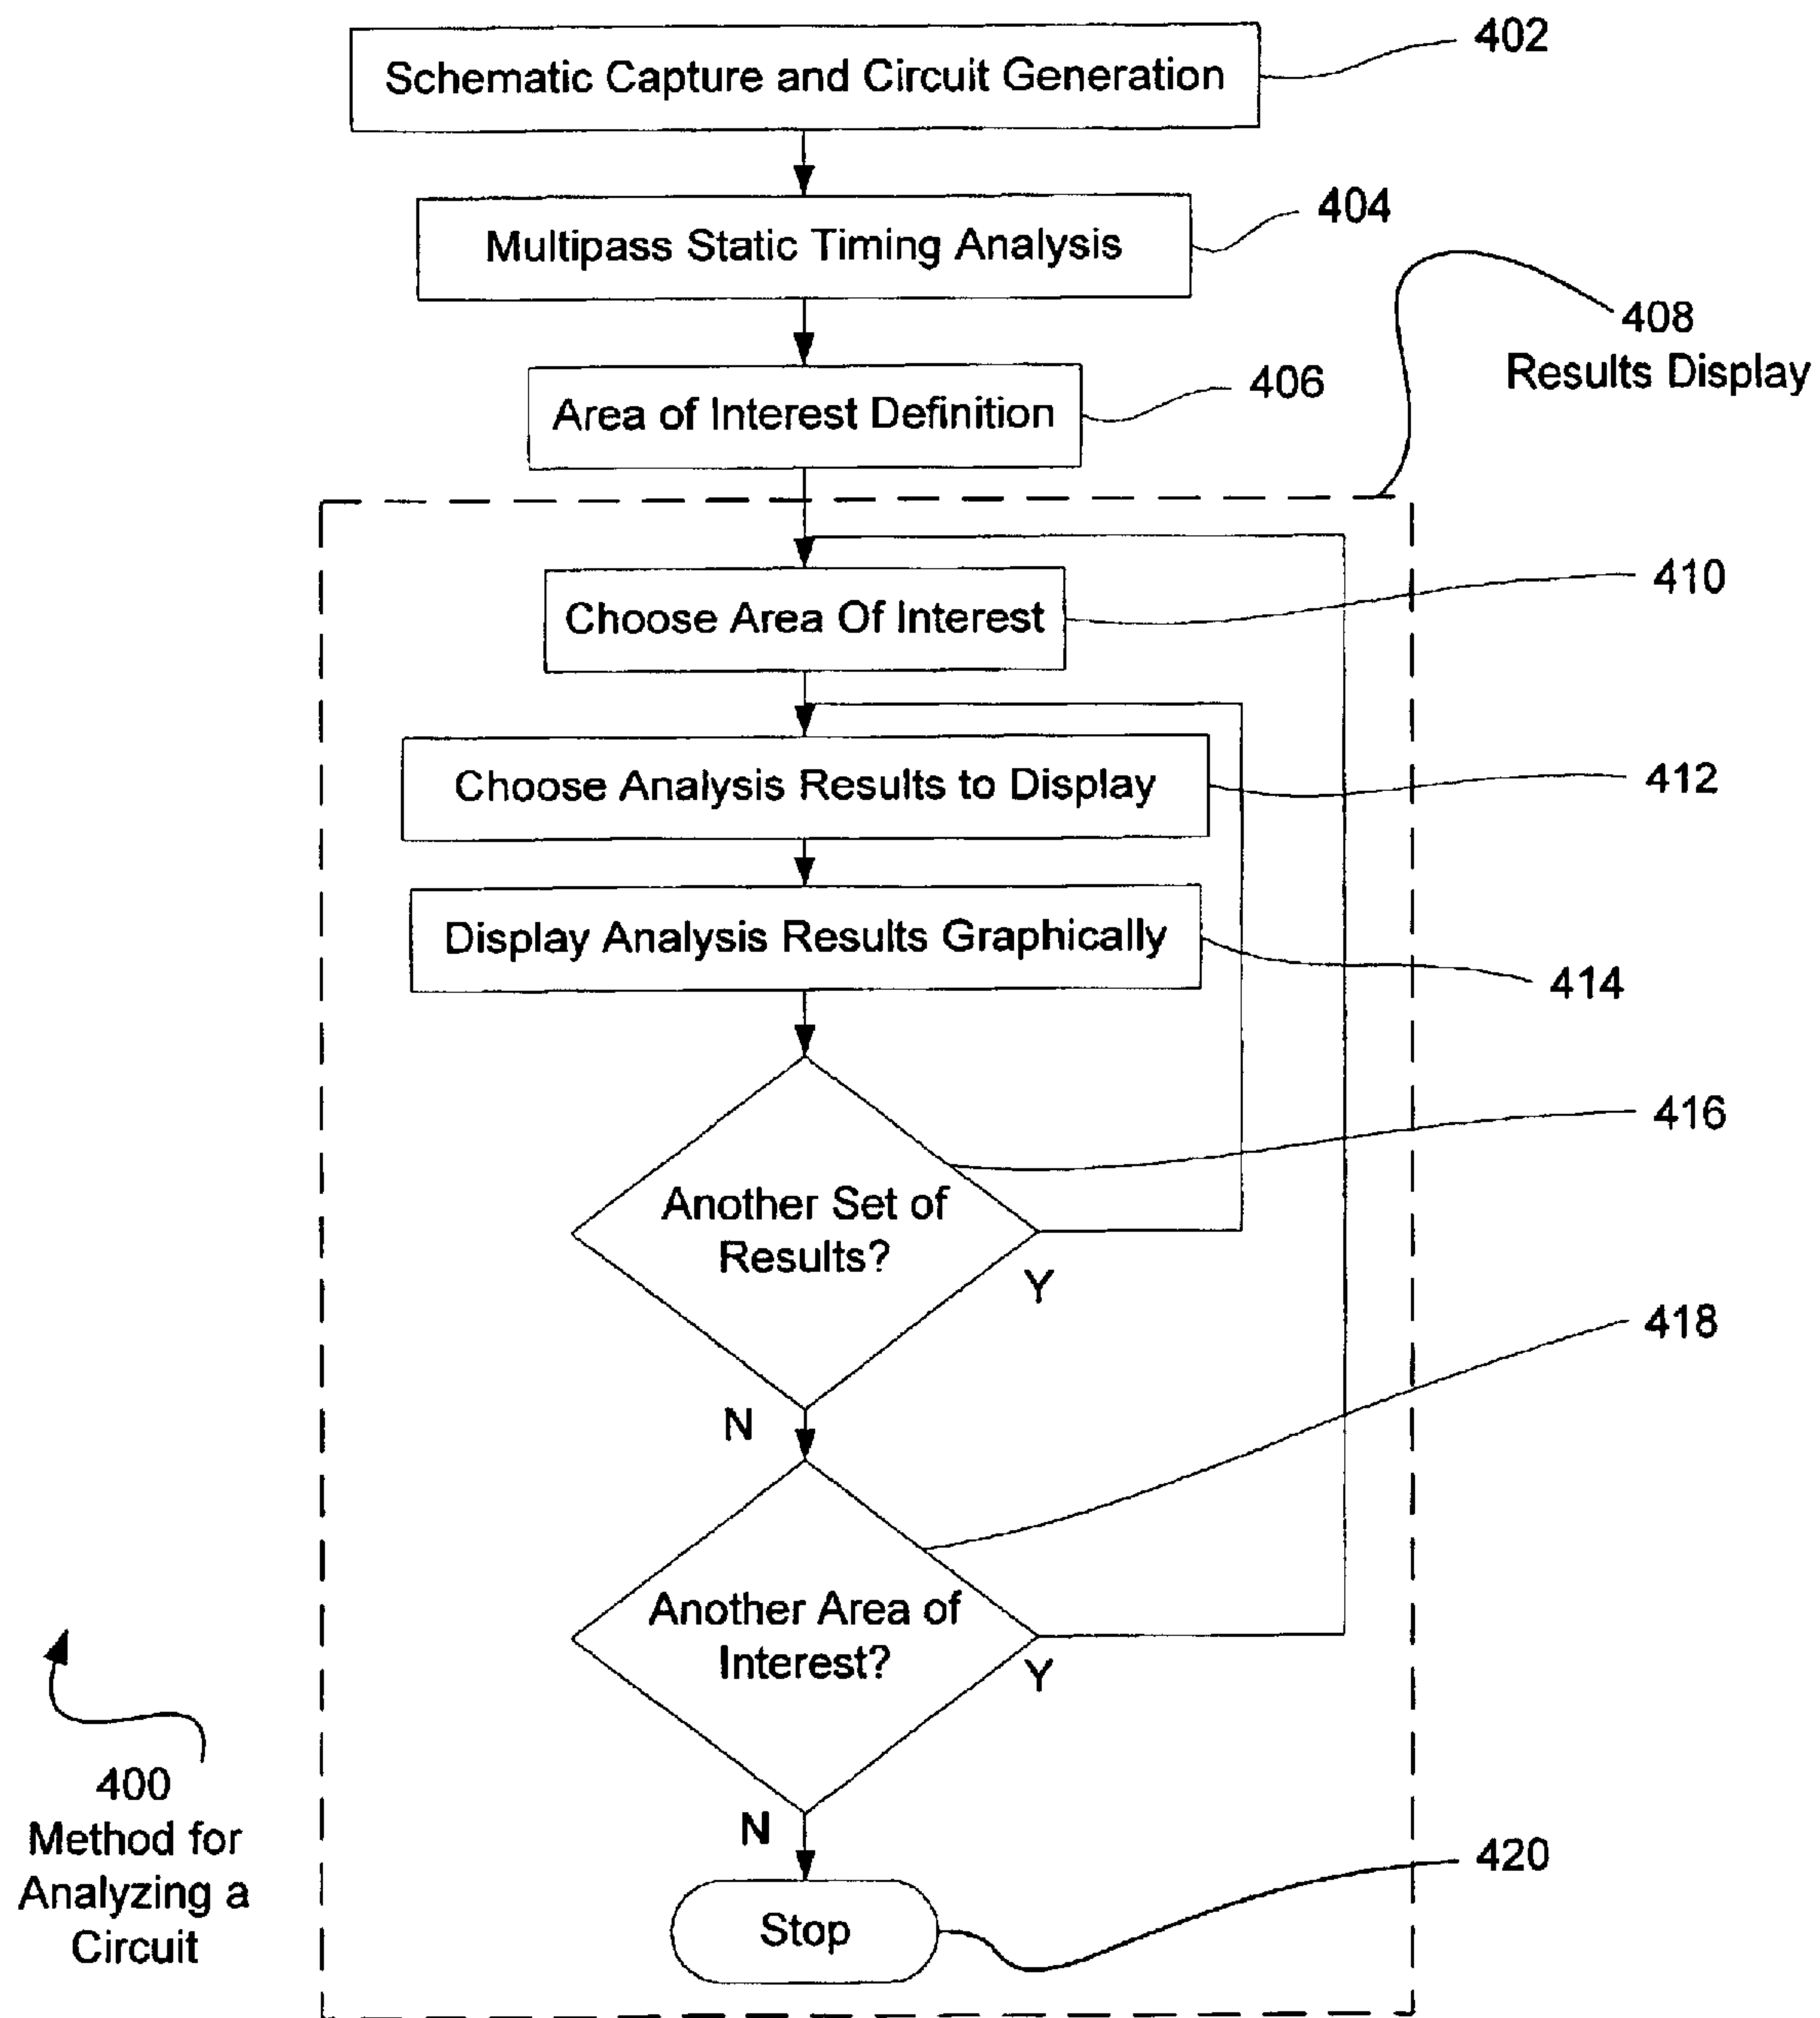 Schematic Capture and Circuit Generation
402
Multipass Static Timing Analysis
404
408
Results Display
Area of Interest Definition
406
Choose Area Of Interest
410
Choose Analysis Results to Display
412
Display Analysis Results Graphically
414
Another Set of
Results?
416
Y
N
Another Area of
Interest?
418
Y
N
Stop
420
400
Method for
Analyzing a
Circuit